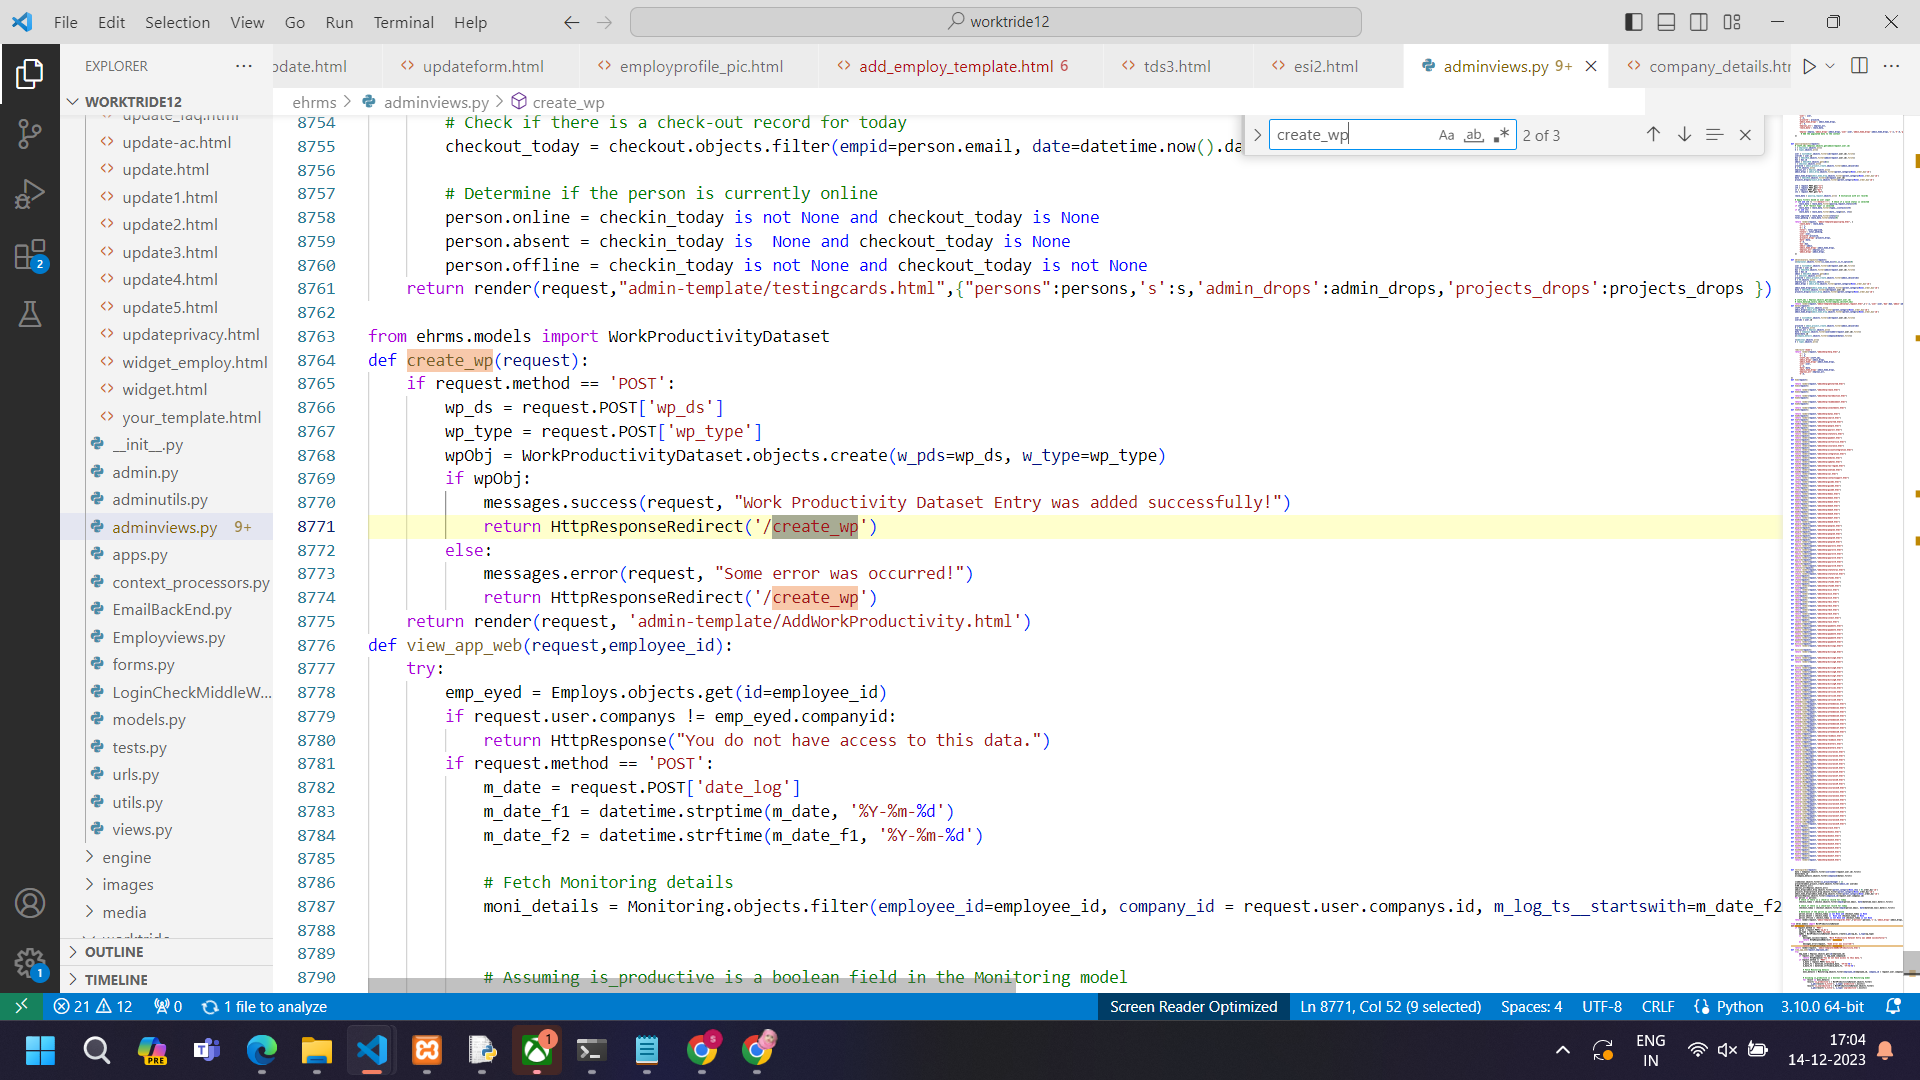 File Edit Selection View Go Run Terminal Help
worktride12
EXPLORER
pdate.html
updateform.html
employprofile_pic.html
add_employ_template.html 6
tds3.html
esi2.html
adminviews.py 9+
company_details.htm
WORKTRIDE12
ehrms > adminviews.py > create_wp
create_wp
Aa ab 2 of 3
update_faq.html
update-ac.html
update.html
update1.html
update2.html
update3.html
update4.html
update5.html
updateprivacy.html
widget_employ.html
widget.html
your_template.html
__init__.py
admin.py
adminutils.py
adminviews.py 9+
apps.py
context_processors.py
EmailBackEnd.py
Employviews.py
forms.py
LoginCheckMiddleW...
models.py
tests.py
urls.py
utils.py
views.py
engine
images
media
worktride
OUTLINE
TIMELINE
8754 # Check if there is a check-out record for today
8755 checkout_today = checkout.objects.filter(empid=person.email, date=datetime.now().da
8756
8757 # Determine if the person is currently online
8758 person.online = checkin_today is not None and checkout_today is None
8759 person.absent = checkin_today is  None and checkout_today is None
8760 person.offline = checkin_today is not None and checkout_today is not None
8761 return render(request,"admin-template/testingcards.html",{"persons":persons,'s':s,'admin_drops':admin_drops,'projects_drops':projects_drops })
8762
8763 from ehrms.models import WorkProductivityDataset
8764 def create_wp(request):
8765 if request.method == 'POST':
8766 wp_ds = request.POST['wp_ds']
8767 wp_type = request.POST['wp_type']
8768 wpObj = WorkProductivityDataset.objects.create(w_pds=wp_ds, w_type=wp_type)
8769 if wpObj:
8770 messages.success(request, "Work Productivity Dataset Entry was added successfully!")
8771 return HttpResponseRedirect('/create_wp')
8772 else:
8773 messages.error(request, "Some error was occurred!")
8774 return HttpResponseRedirect('/create_wp')
8775 return render(request, 'admin-template/AddWorkProductivity.html')
8776 def view_app_web(request,employee_id):
8777 try:
8778 emp_eyed = Employs.objects.get(id=employee_id)
8779 if request.user.companys != emp_eyed.companyid:
8780 return HttpResponse("You do not have access to this data.")
8781 if request.method == 'POST':
8782 m_date = request.POST['date_log']
8783 m_date_f1 = datetime.strptime(m_date, '%Y-%m-%d')
8784 m_date_f2 = datetime.strftime(m_date_f1, '%Y-%m-%d')
8785
8786 # Fetch Monitoring details
8787 moni_details = Monitoring.objects.filter(employee_id=employee_id, company_id = request.user.companys.id, m_log_ts__startswith=m_date_f2
8788
8789
8790 # Assuming is_productive is a boolean field in the Monitoring model
21 12 0 1 file to analyze
Screen Reader Optimized Ln 8771, Col 52 (9 selected) Spaces: 4 UTF-8 CRLF Python 3.10.0 64-bit
2
1
PRE
1
S
ENG
IN
17:04
14-12-2023